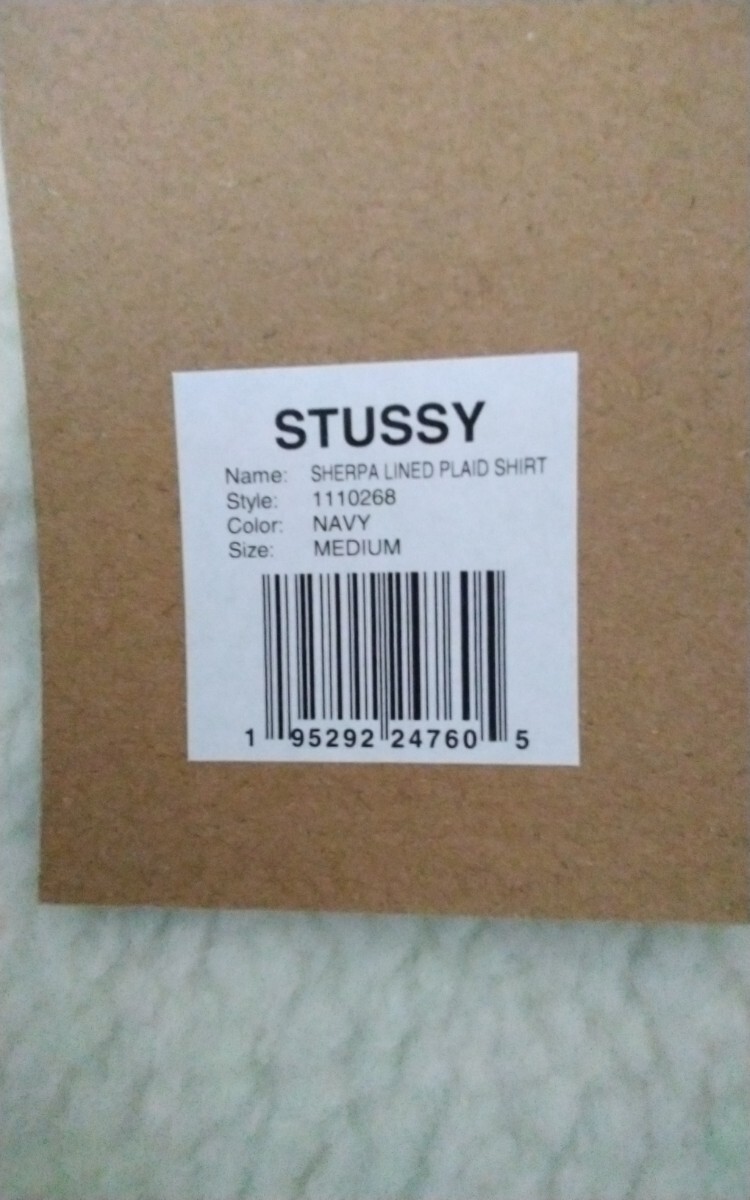 STUSSY
Name: SHERPA LINED PLAID SHIRT
Style: 1110268
Color: NAVY
Size: MEDIUM
1 95292 24760 5